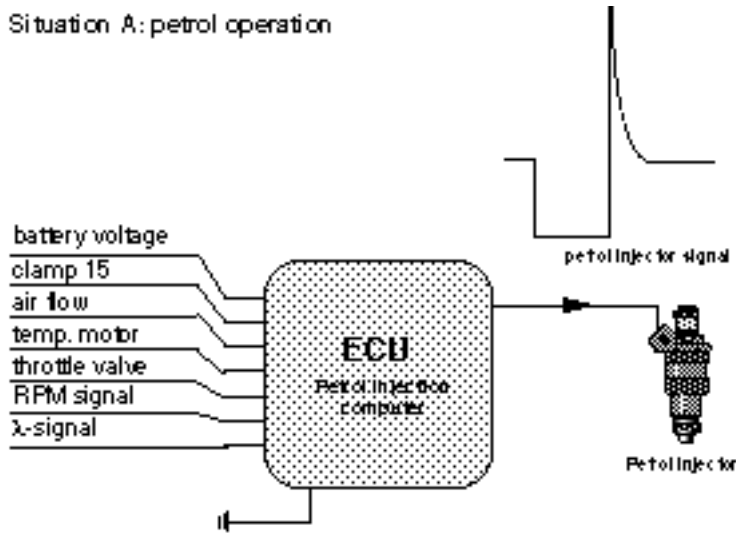 Situation A: petrol operation
petrol injector signal
battery voltage
clamp 15
air flow
temp. motor
throttle valve
RPM signal
λ-signal
ECU
Petrol injection
computer
Petrol injector